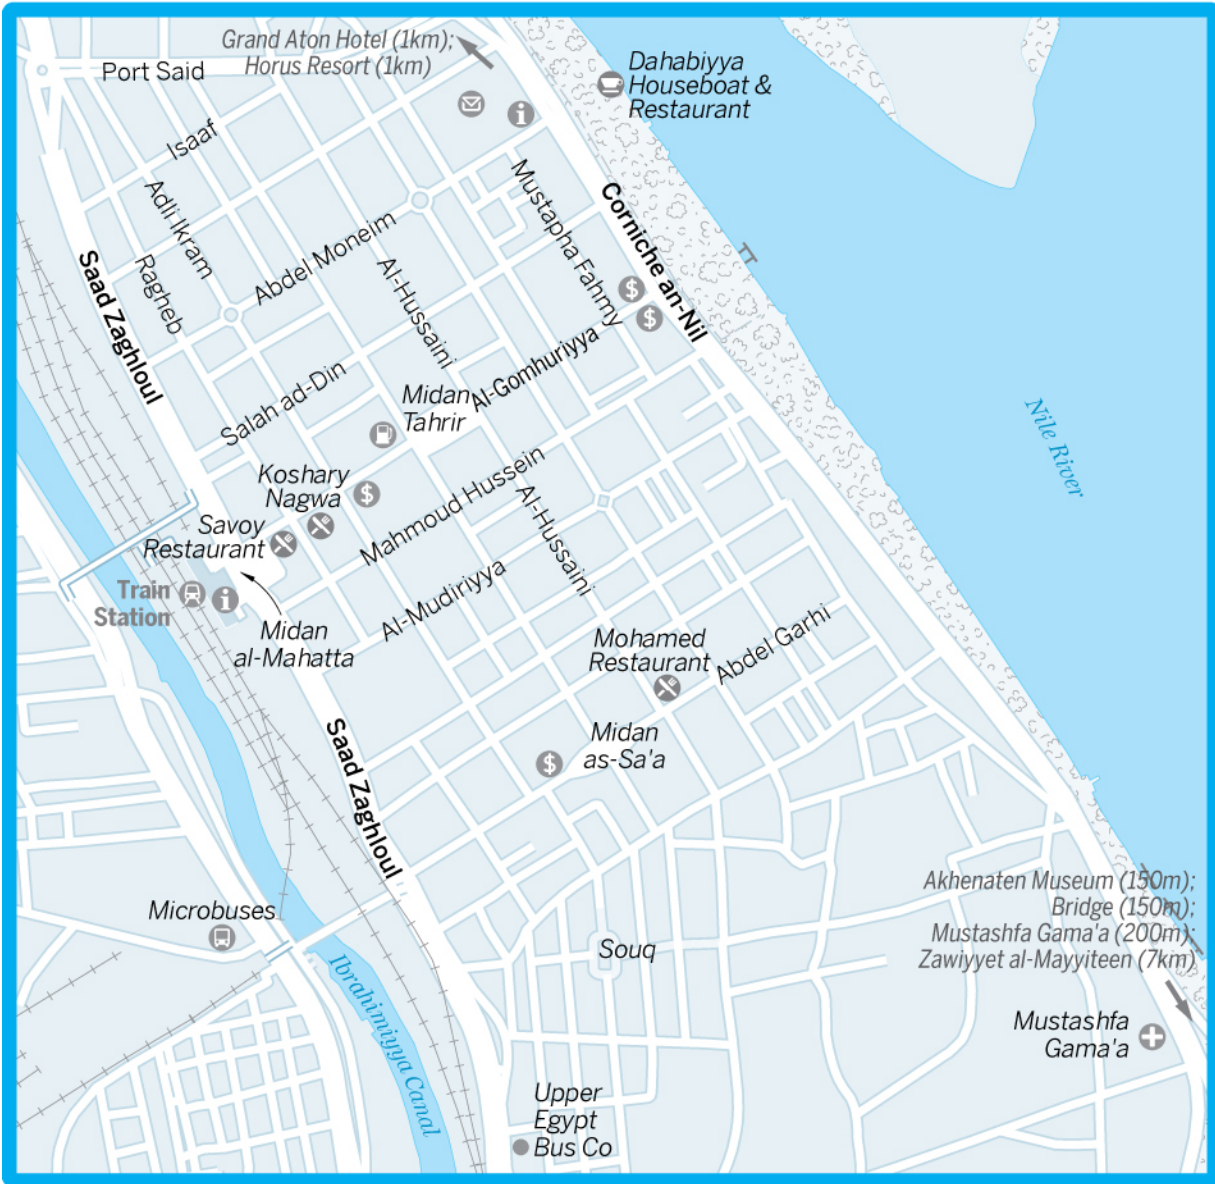 Grand Aton Hotel (1km);
Horus Resort (1km)
Port Said
Dahabiyya
Houseboat &
Restaurant
Isaaf
Adli Ikram
Mustapha Fahmy
Corniche an-Nil
Saad Zaghloul
Ragheb
Abdel Moneim
Al-Hussaini
Salah ad-Din
Midan
Tahrir
Al-Gomhuriyya
Nile River
Koshary
Nagwa
Mahmoud Hussein
Al-Hussaini
Savoy
Restaurant
Train
Station
Midan
al-Mahatta
Al-Mudiriyya
Mohamed
Restaurant
Abdel Garhi
Saad Zaghloul
Midan
as-Sa'a
Akhenaten Museum (150m);
Bridge (150m);
Mustashfa Gama'a (200m);
Zawiyyet al-Mayyiteen (7km)
Microbuses
Souq
Ibrahimiyya Canal
Mustashfa
Gama'a
Upper
Egypt
Bus Co